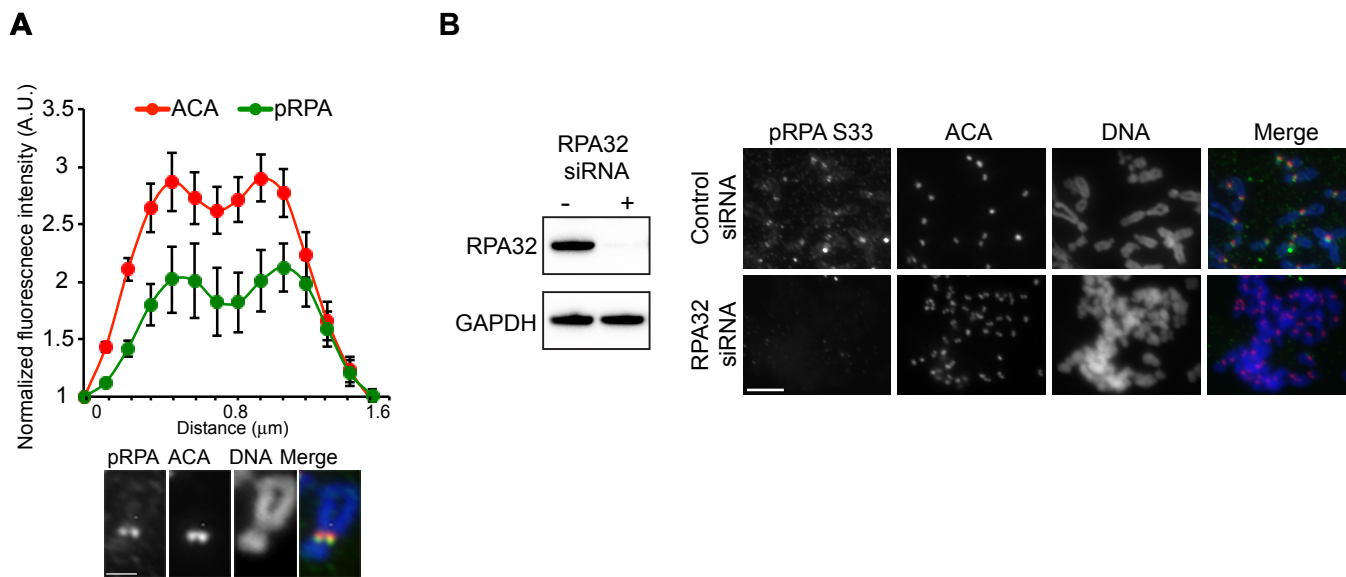 A
B
Normalized fluorescnece intensity (A.U.)
ACA
pRPA
3.5
3
2.5
2
1.5
1
0
0.8
1.6
Distance (μm)
pRPA ACA DNA Merge
RPA32
siRNA
- +
RPA32
GAPDH
pRPA S33 ACA DNA Merge
Control
siRNA
RPA32
siRNA